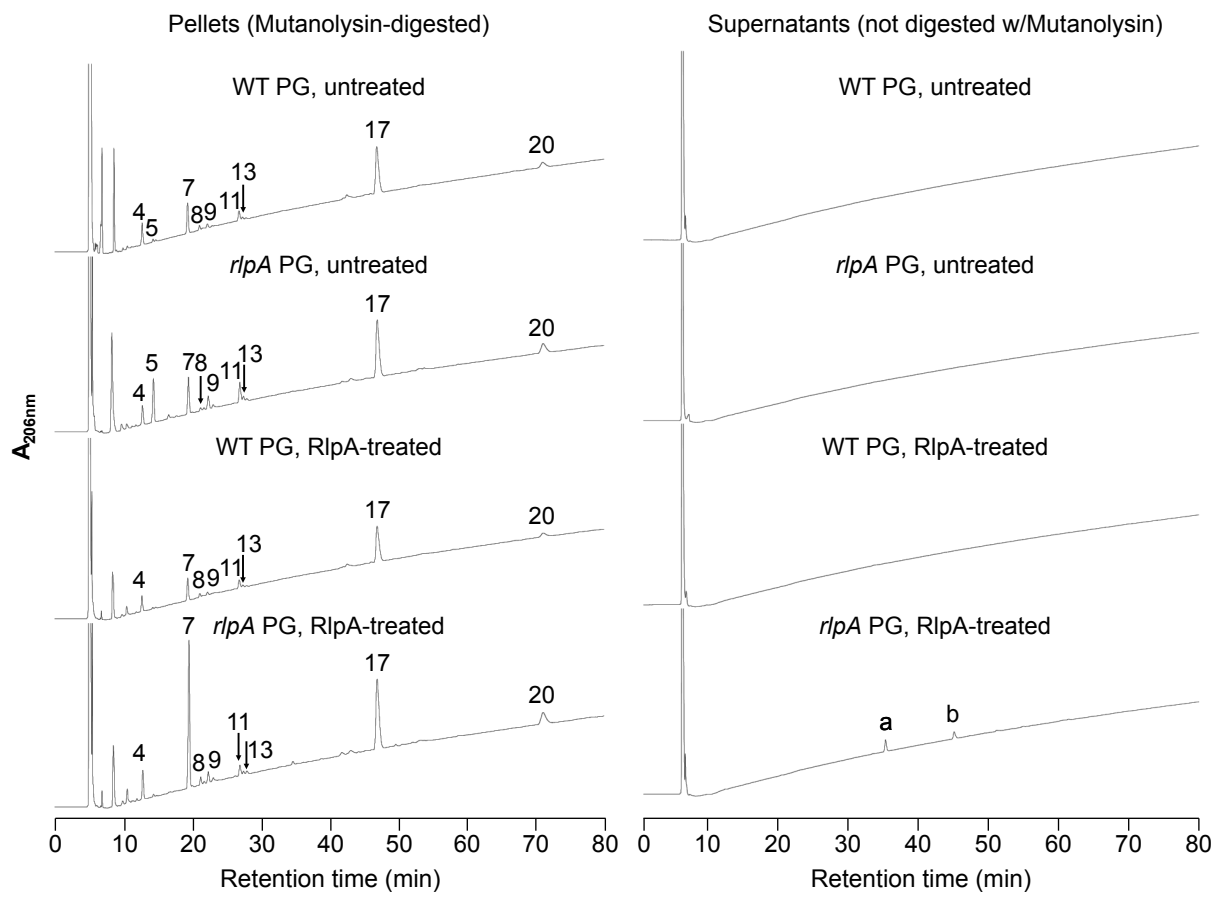 Pellets (Mutanolysin-digested)
Supernatants (not digested w/Mutanolysin)
WT PG, untreated
4
5
7
8
9
11
13
17
20
rlpA PG, untreated
4
5
7
8
9
11
13
17
20
WT PG, RlpA-treated
4
7
8
9
11
13
17
20
rlpA PG, RlpA-treated
4
7
8
9
11
13
17
20
A206nm
0 10 20 30 40 50 60 70 80
Retention time (min)
WT PG, untreated
rlpA PG, untreated
WT PG, RlpA-treated
rlpA PG, RlpA-treated
a
b
0 10 20 30 40 50 60 70 80
Retention time (min)